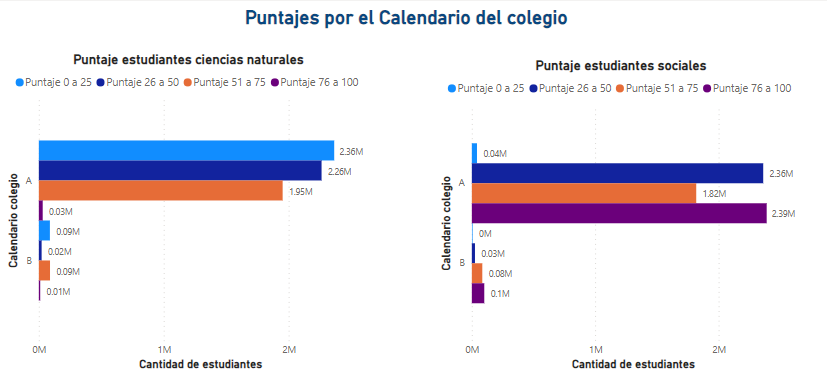 Puntajes por el Calendario del colegio
Puntaje estudiantes ciencias naturales
Puntaje 0 a 25 Puntaje 26 a 50 Puntaje 51 a 75 Puntaje 76 a 100
Calendario colegio
A
B
2.36M
2.26M
1.95M
0.03M
0.09M
0.02M
0.09M
0.01M
0M 1M 2M
Cantidad de estudiantes
Puntaje estudiantes sociales
Puntaje 0 a 25 Puntaje 26 a 50 Puntaje 51 a 75 Puntaje 76 a 100
Calendario colegio
A
B
0.04M
2.36M
1.82M
2.39M
0M
0.03M
0.08M
0.1M
0M 1M 2M
Cantidad de estudiantes